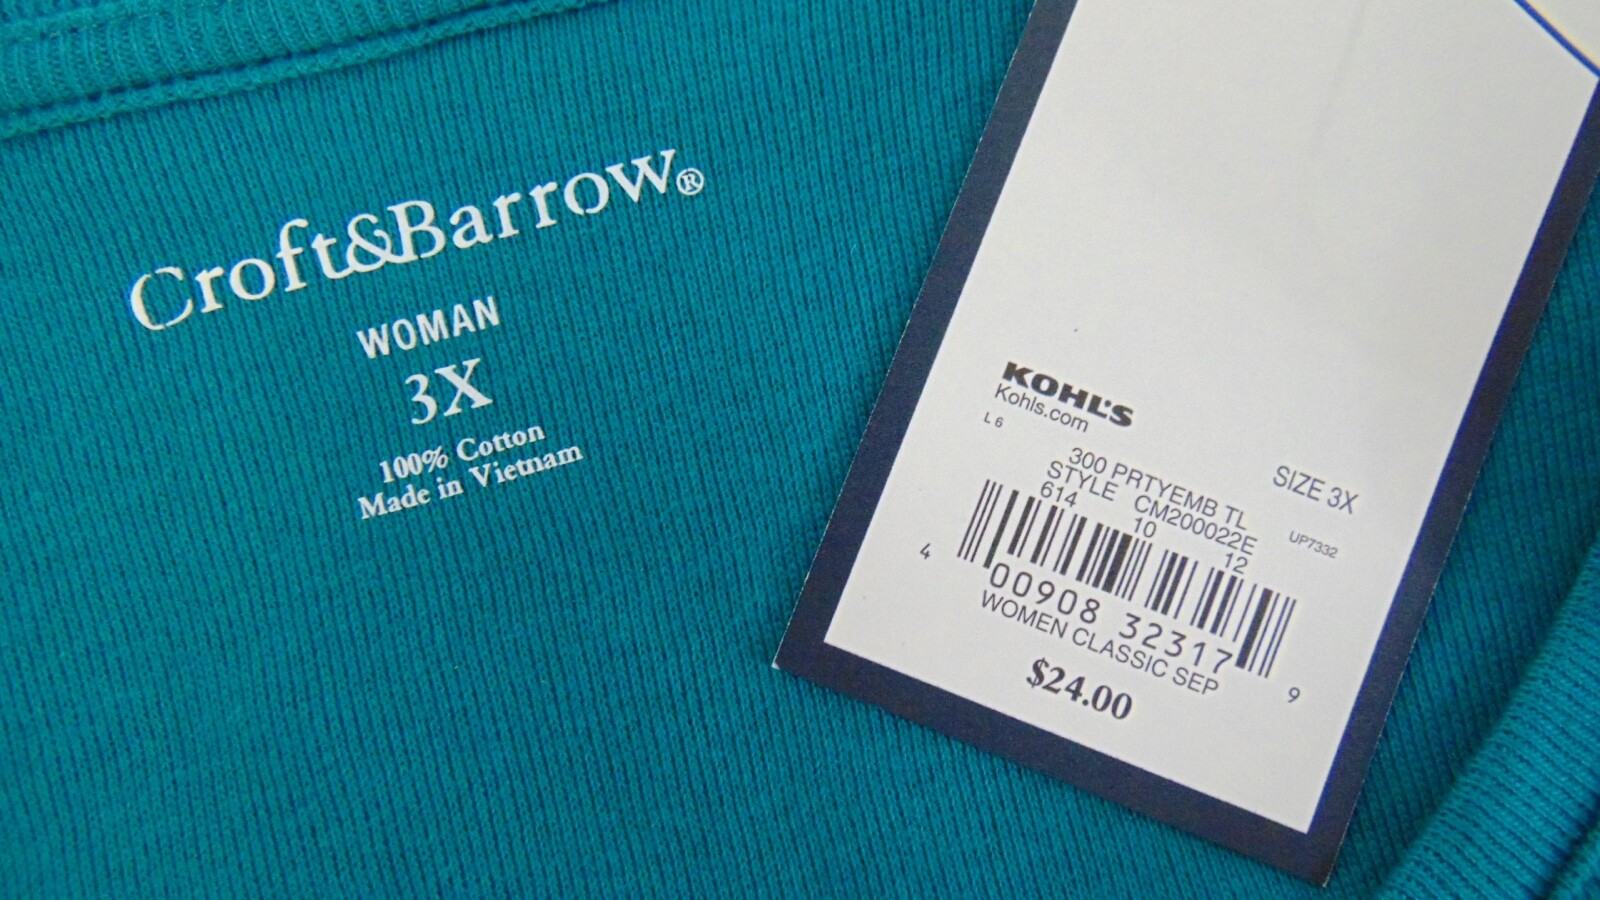 Croft&Barrow®
WOMAN
3X
100% Cotton
Made in Vietnam
KOHL'S
Kohls.com
L 6
300 PRTYEMB TL
SIZE 3X
STYLE CM200022E
UP7332
614 10 12
4 00908 32317 9
WOMEN CLASSIC SEP
$24.00